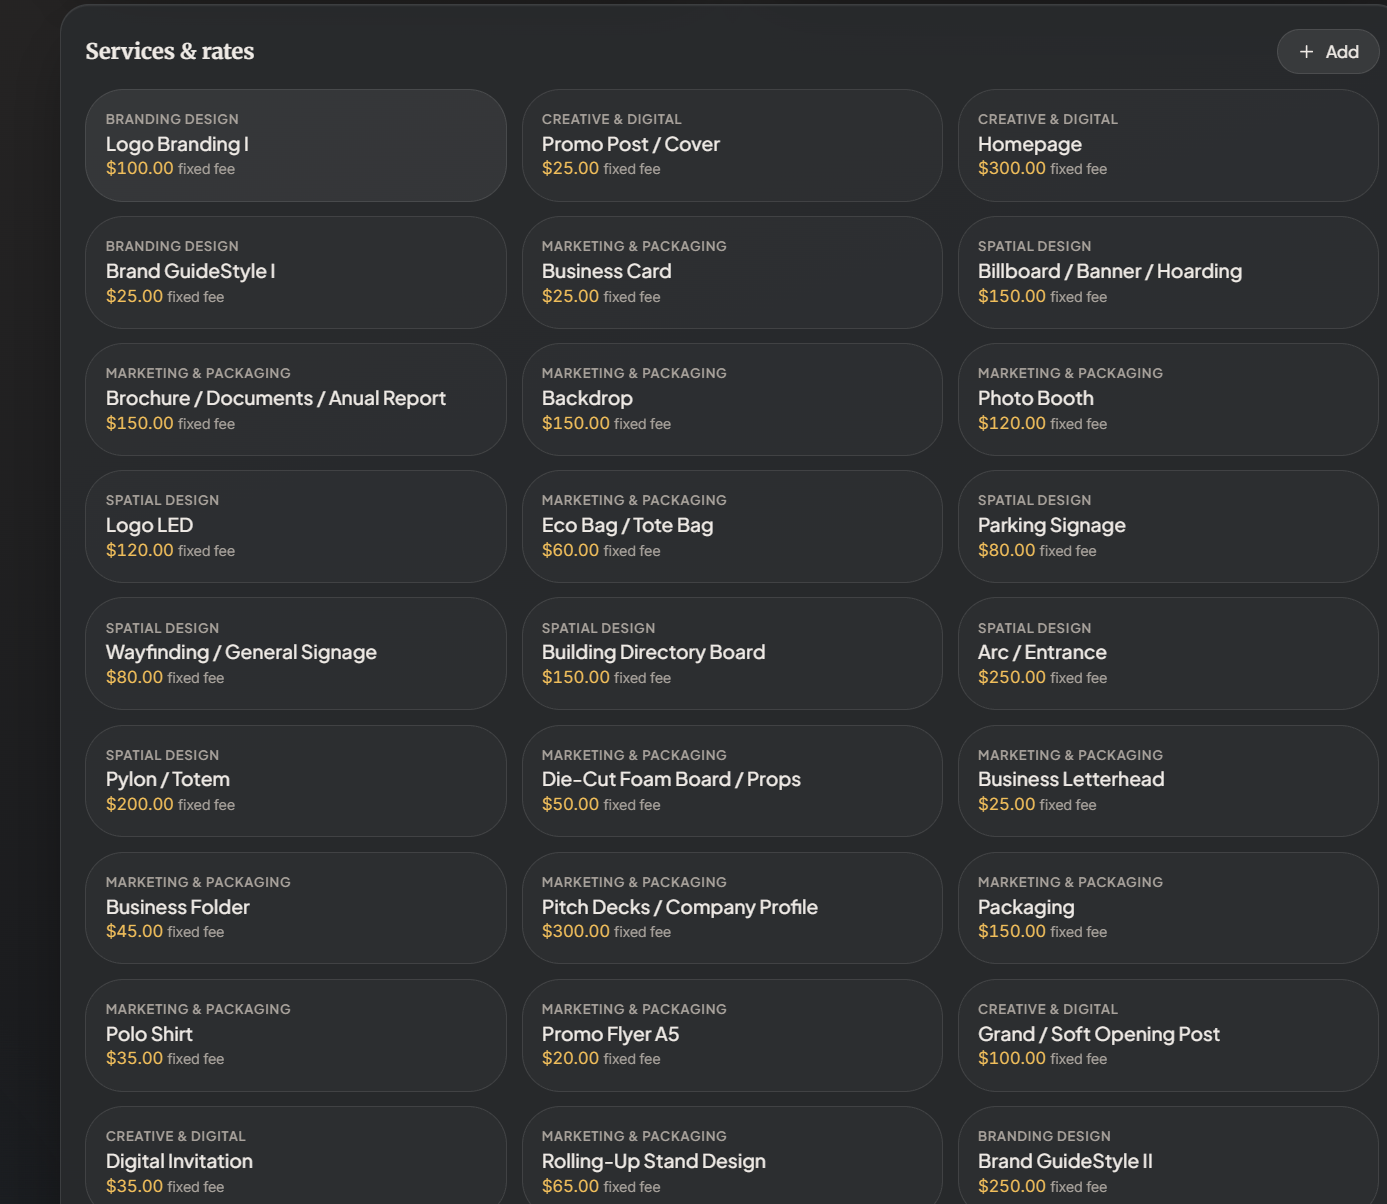 Services & rates
+ Add
BRANDING DESIGN
Logo Branding I
$100.00 fixed fee
CREATIVE & DIGITAL
Promo Post / Cover
$25.00 fixed fee
CREATIVE & DIGITAL
Homepage
$300.00 fixed fee
BRANDING DESIGN
Brand GuideStyle I
$25.00 fixed fee
MARKETING & PACKAGING
Business Card
$25.00 fixed fee
SPATIAL DESIGN
Billboard / Banner / Hoarding
$150.00 fixed fee
MARKETING & PACKAGING
Brochure / Documents / Anual Report
$150.00 fixed fee
MARKETING & PACKAGING
Backdrop
$150.00 fixed fee
MARKETING & PACKAGING
Photo Booth
$120.00 fixed fee
SPATIAL DESIGN
Logo LED
$120.00 fixed fee
MARKETING & PACKAGING
Eco Bag / Tote Bag
$60.00 fixed fee
SPATIAL DESIGN
Parking Signage
$80.00 fixed fee
SPATIAL DESIGN
Wayfinding / General Signage
$80.00 fixed fee
SPATIAL DESIGN
Building Directory Board
$150.00 fixed fee
SPATIAL DESIGN
Arc / Entrance
$250.00 fixed fee
SPATIAL DESIGN
Pylon / Totem
$200.00 fixed fee
MARKETING & PACKAGING
Die-Cut Foam Board / Props
$50.00 fixed fee
MARKETING & PACKAGING
Business Letterhead
$25.00 fixed fee
MARKETING & PACKAGING
Business Folder
$45.00 fixed fee
MARKETING & PACKAGING
Pitch Decks / Company Profile
$300.00 fixed fee
MARKETING & PACKAGING
Packaging
$150.00 fixed fee
MARKETING & PACKAGING
Polo Shirt
$35.00 fixed fee
MARKETING & PACKAGING
Promo Flyer A5
$20.00 fixed fee
CREATIVE & DIGITAL
Grand / Soft Opening Post
$100.00 fixed fee
CREATIVE & DIGITAL
Digital Invitation
$35.00 fixed fee
MARKETING & PACKAGING
Rolling-Up Stand Design
$65.00 fixed fee
BRANDING DESIGN
Brand GuideStyle II
$250.00 fixed fee